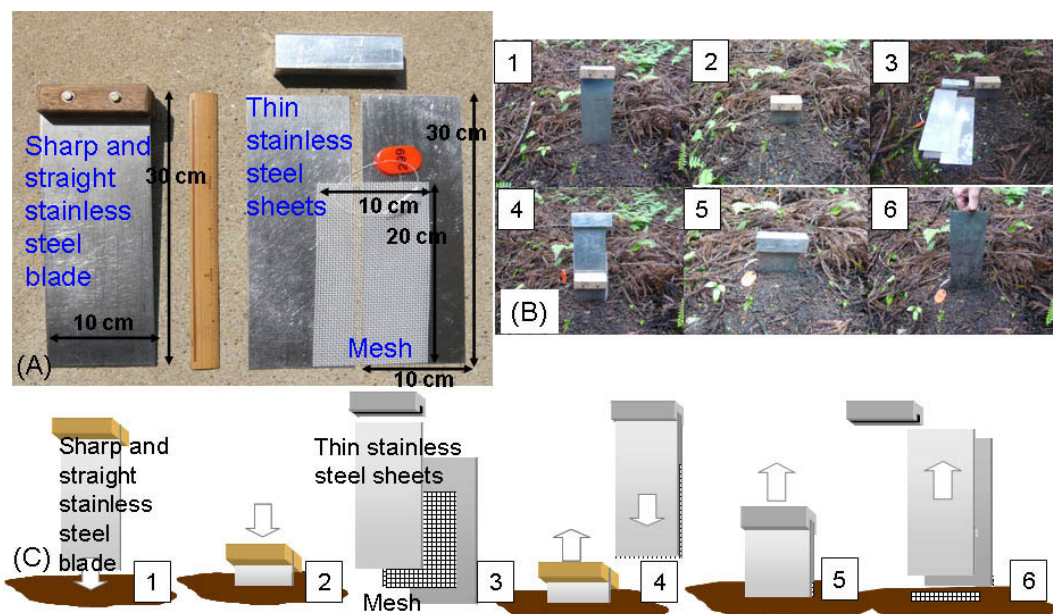 Sharp and
straight
stainless
steel
blade
30 cm
10 cm
(A)
Thin
stainless
steel
sheets
239
30 cm
10 cm
20 cm
Mesh
10 cm
1
2
3
4
5
6
(B)
(C)
Sharp and
straight
stainless
steel
blade
1
2
Thin stainless
steel sheets
Mesh
3
4
5
6